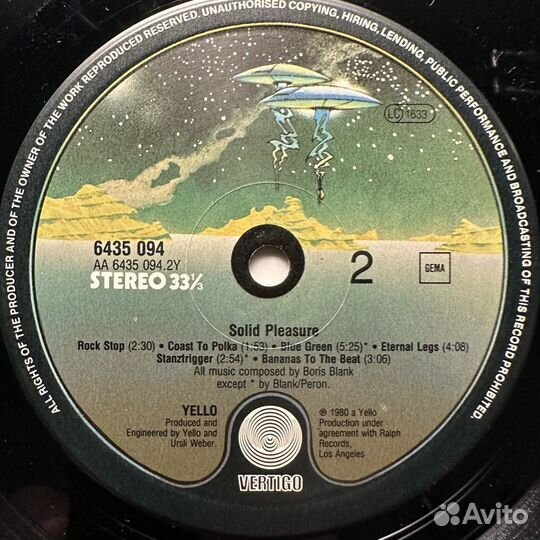 ALL RIGHTS OF THE PRODUCER AND OF THE OWNER OF THE WORK REPRODUCED RESERVED. UNAUTHORISED COPYING, HIRING, LENDING, PUBLIC PERFORMANCE AND BROADCASTING OF THIS RECORD PROHIBITED.
LC 1633
6435 094
AA 6435 094.2Y
STEREO 33⅓
2
GEMA
Solid Pleasure
Rock Stop (2:30) • Coast To Polka (1:53) • Blue Green (5:25)* • Eternal Legs (4:08)
Stanztrigger (2:54)* • Bananas To The Beat (3:06)
All music composed by Boris Blank
except * by Blank/Peron.
YELLO
Produced and
Engineered by Yello and
Ursli Weber.
℗ 1980 a Yello
Production under
agreement with Ralph
Records,
Los Angeles
VERTIGO
Avito